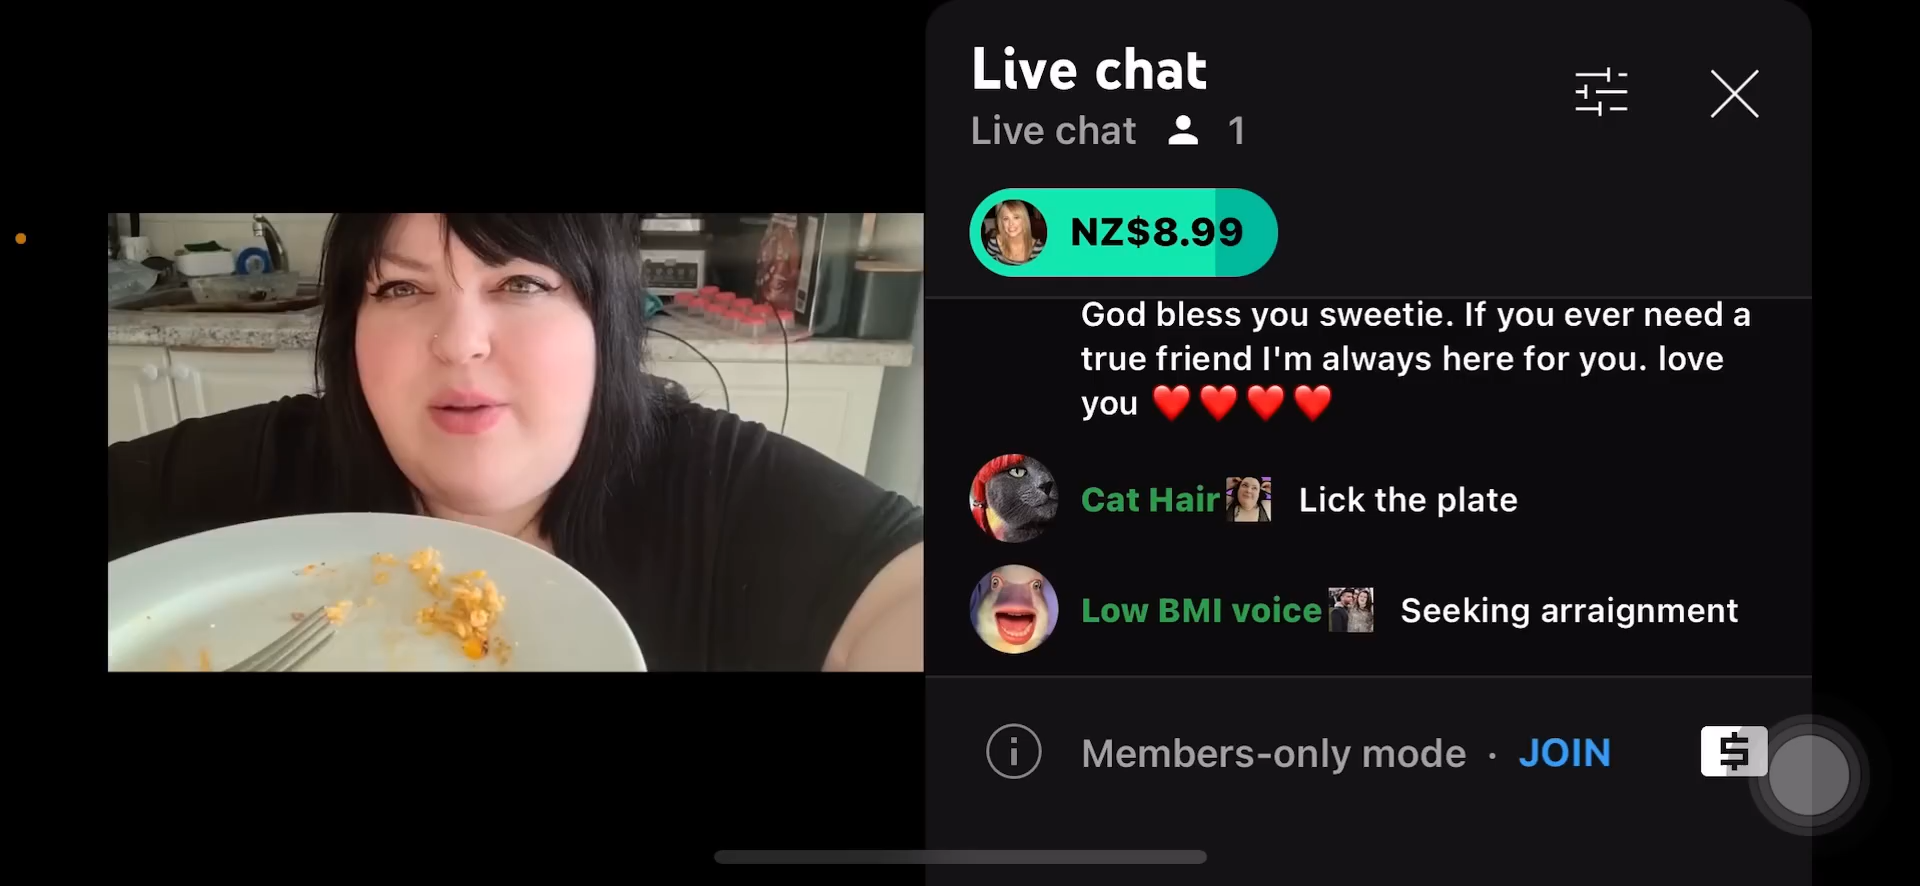 Live chat
Live chat 1
NZ$8.99
God bless you sweetie. If you ever need a
true friend I'm always here for you. love
you ❤️❤️❤️❤️
Cat Hair Lick the plate
Low BMI voice Seeking arraignment
Members-only mode · JOIN